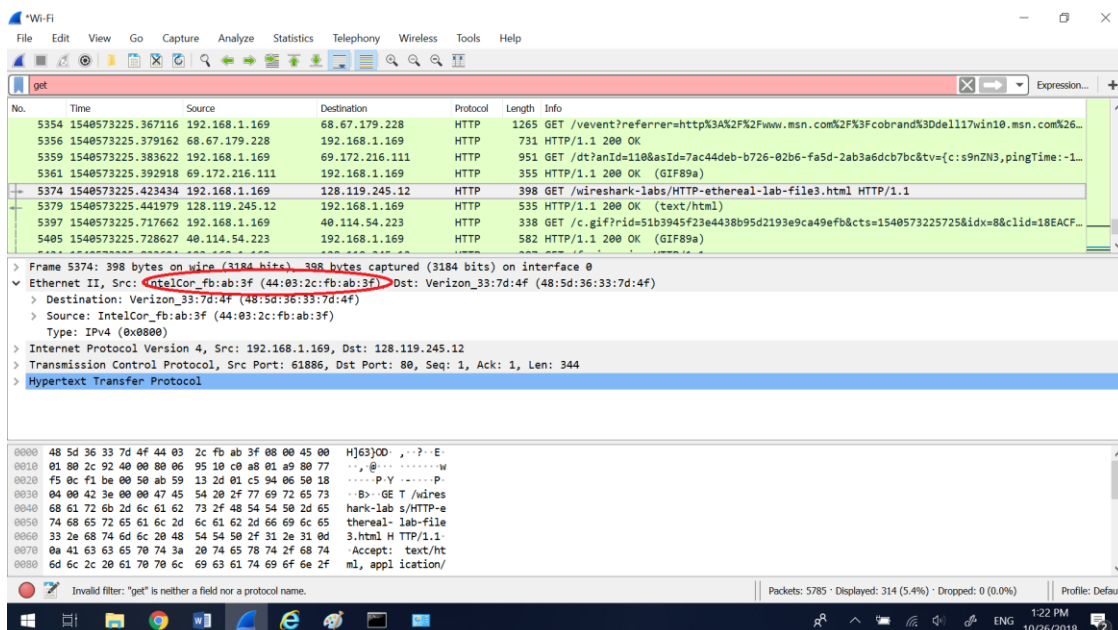 *Wi-Fi
File Edit View Go Capture Analyze Statistics Telephony Wireless Tools Help
get Expression... +
No. Time Source Destination Protocol Length Info
5354 1540573225.367116 192.168.1.169 68.67.179.228 HTTP 1265 GET /vevent?referrer=http%3A%2F%2Fwww.msn.com%2F%3Fcobrand%3Ddell17win10.msn.com%26…
5356 1540573225.379162 68.67.179.228 192.168.1.169 HTTP 731 HTTP/1.1 200 OK
5359 1540573225.383622 192.168.1.169 69.172.216.111 HTTP 951 GET /dt?anId=110&asId=7ac44deb-b726-02b6-fa5d-2ab3a6dcb7bc&tv={c:s9nZN3,pingTime:-1…
5361 1540573225.392918 69.172.216.111 192.168.1.169 HTTP 355 HTTP/1.1 200 OK (GIF89a)
5374 1540573225.423434 192.168.1.169 128.119.245.12 HTTP 398 GET /wireshark-labs/HTTP-ethereal-lab-file3.html HTTP/1.1
5379 1540573225.441979 128.119.245.12 192.168.1.169 HTTP 535 HTTP/1.1 200 OK (text/html)
5397 1540573225.717662 192.168.1.169 40.114.54.223 HTTP 338 GET /c.gif?rid=51b3945f23e4438b95d2193e9ca49efb&cts=1540573225725&idx=8&clid=18EACF…
5405 1540573225.728627 40.114.54.223 192.168.1.169 HTTP 582 HTTP/1.1 200 OK (GIF89a)
> Frame 5374: 398 bytes on wire (3184 bits), 398 bytes captured (3184 bits) on interface 0
Ethernet II, Src: IntelCor_fb:ab:3f (44:03:2c:fb:ab:3f), Dst: Verizon_33:7d:4f (48:5d:36:33:7d:4f)
> Destination: Verizon_33:7d:4f (48:5d:36:33:7d:4f)
> Source: IntelCor_fb:ab:3f (44:03:2c:fb:ab:3f)
Type: IPv4 (0x0800)
> Internet Protocol Version 4, Src: 192.168.1.169, Dst: 128.119.245.12
> Transmission Control Protocol, Src Port: 61886, Dst Port: 80, Seq: 1, Ack: 1, Len: 344
> Hypertext Transfer Protocol
0000 48 5d 36 33 7d 4f 44 03 2c fb ab 3f 08 00 45 00 H]63}OD· ,··?··E·
0010 01 80 2c 92 40 00 80 06 95 10 c0 a8 01 a9 80 77 ··,·@··· ·······w
0020 f5 0c f1 be 00 50 ab 59 13 2d 01 c5 94 06 50 18 ·····P·Y ·-····P·
0030 04 00 42 3e 00 00 47 45 54 20 2f 77 69 72 65 73 ··B>··GE T /wires
0040 68 61 72 6b 2d 6c 61 62 73 2f 48 54 54 50 2d 65 hark-lab s/HTTP-e
0050 74 68 65 72 65 61 6c 2d 6c 61 62 2d 66 69 6c 65 thereal- lab-file
0060 33 2e 68 74 6d 6c 20 48 54 54 50 2f 31 2e 31 0d 3.html H TTP/1.1·
0070 0a 41 63 63 65 70 74 3a 20 74 65 78 74 2f 68 74 ·Accept: text/ht
0080 6d 6c 2c 20 61 70 70 6c 69 63 61 74 69 6f 6e 2f ml, appl ication/
Invalid filter: "get" is neither a field nor a protocol name. Packets: 5785 · Displayed: 314 (5.4%) · Dropped: 0 (0.0%) Profile: Defau
ENG 1:22 PM
10/26/2018